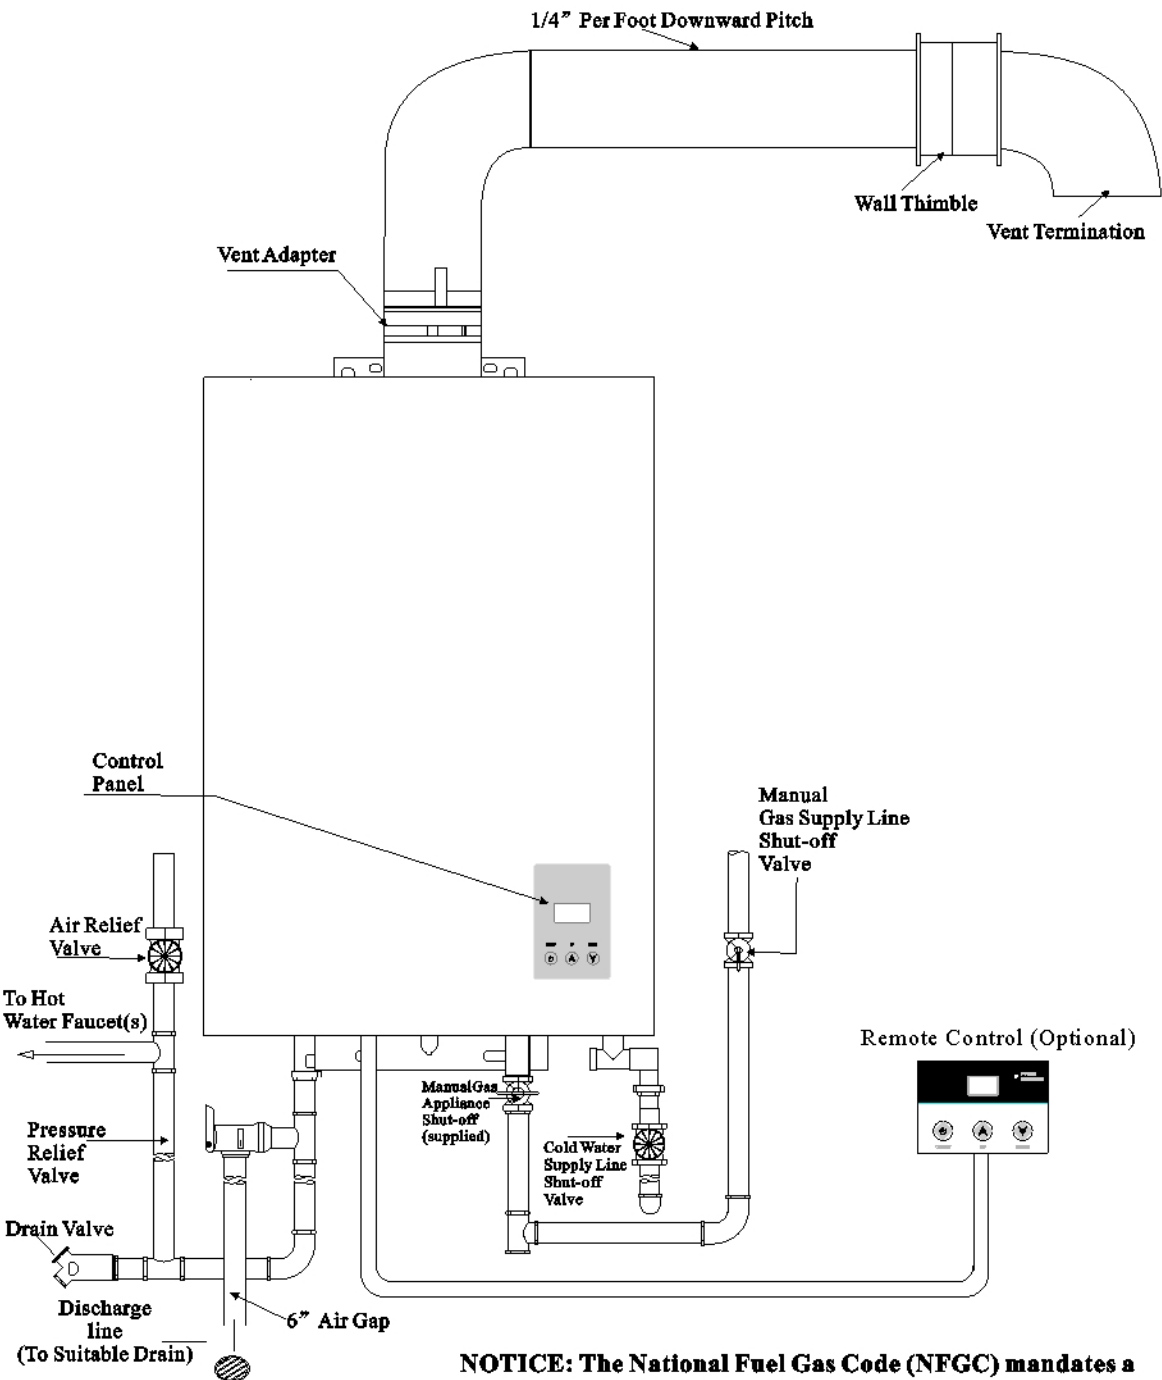 1/4” Per Foot Downward Pitch
Wall Thimble
Vent Termination
Vent Adapter
Control
Panel
Manual
Gas Supply Line
Shut-off
Valve
Air Relief
Valve
To Hot
Water Faucet(s)
Remote Control (Optional)
Manual Gas
Appliance
Shut-off
(supplied)
Pressure
Relief
Valve
Cold Water
Supply Line
Shut-off
Valve
Drain Valve
Discharge
line
(To Suitable Drain)
6” Air Gap
NOTICE: The National Fuel Gas Code (NFGC) mandates a